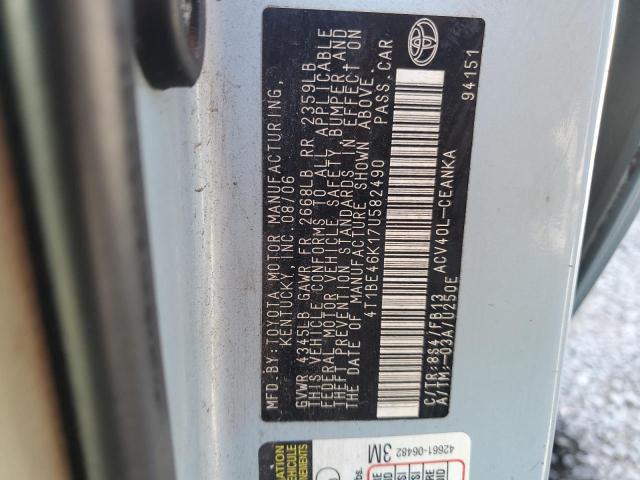 MFD.BY:TOYOTA MOTOR MANUFACTURING,
KENTUCKY, INC. 08/06
GVWR 4345LB GAWR FR 2668LB RR 2359LB
THIS VEHICLE CONFORMS TO ALL APPLICABLE
FEDERAL MOTOR VEHICLE SAFETY, BUMPER, AND
THEFT PREVENTION STANDARDS IN EFFECT ON
THE DATE OF MANUFACTURE SHOWN ABOVE.
4T1BE46K17U582490 PASS.CAR
C/TR:8S4/FB13 ACV40L-CEANKA
A/TM:-03A/U250E
94151
42661-06482
3M